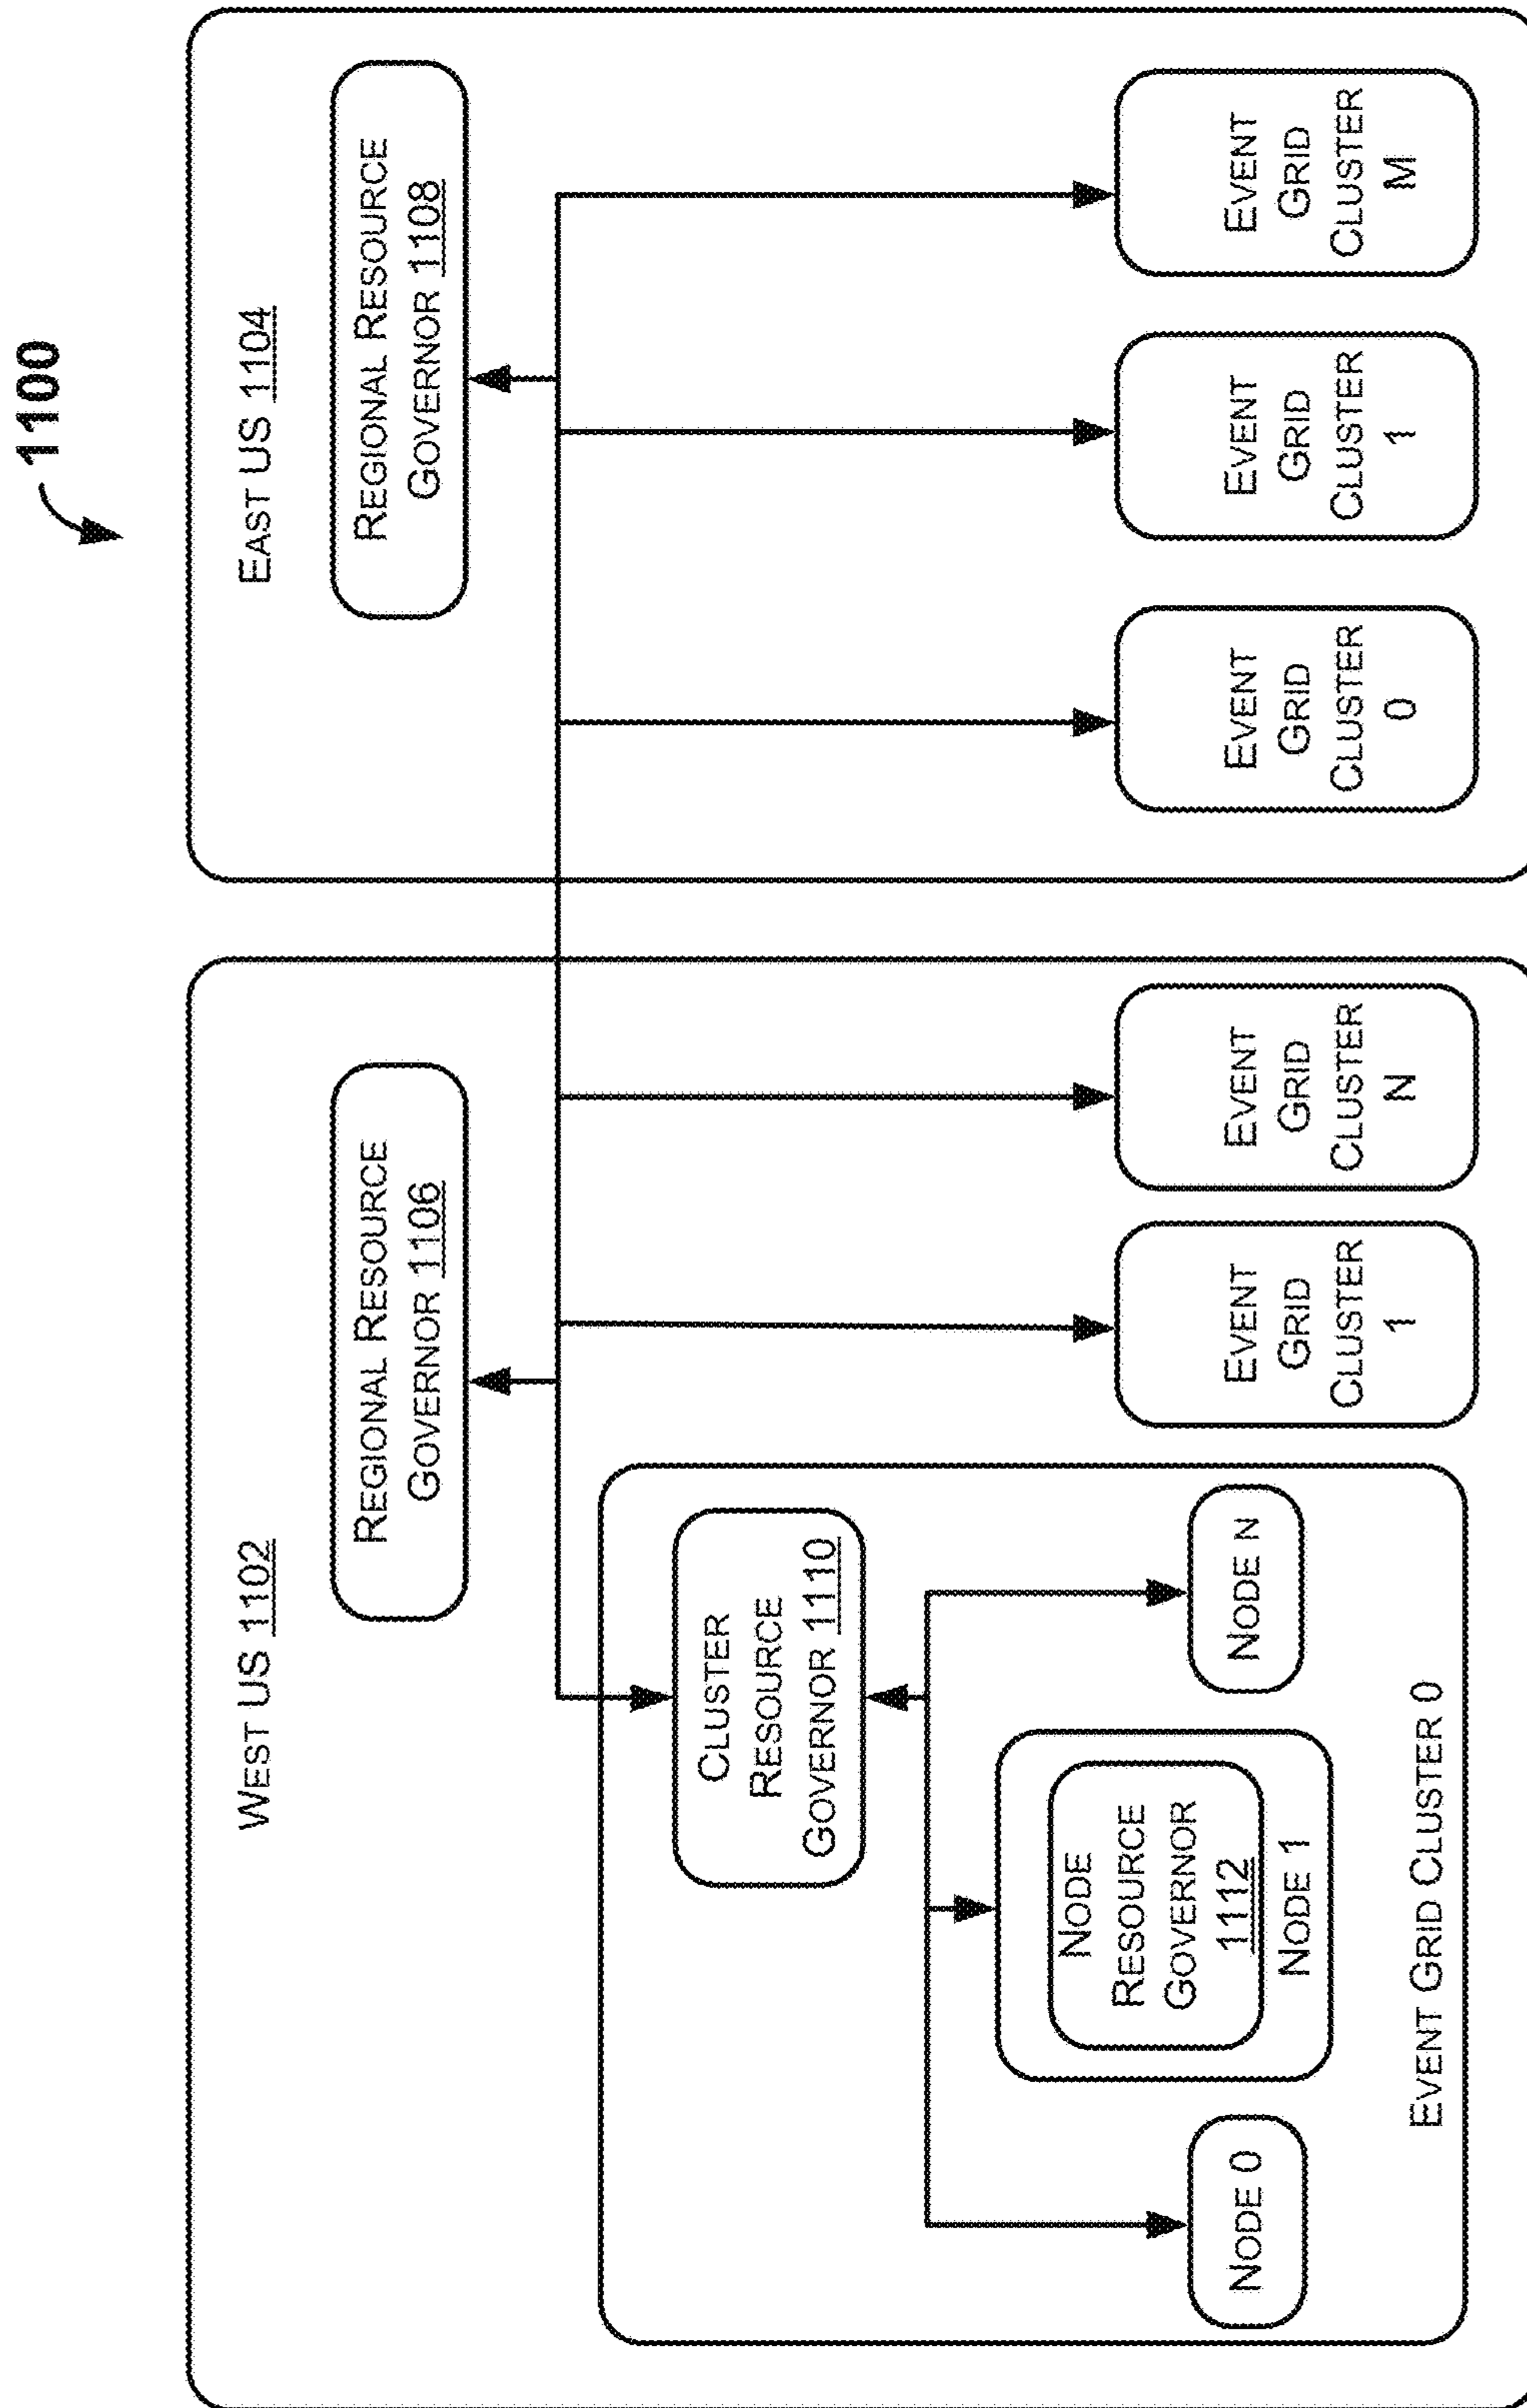 1100
WEST US 1102
REGIONAL RESOURCE
GOVERNOR 1106
CLUSTER
RESOURCE
GOVERNOR 1110
NODE 0
NODE
RESOURCE
GOVERNOR
1112
NODE 1
NODE N
EVENT GRID CLUSTER 0
EVENT
GRID
CLUSTER
1
EVENT
GRID
CLUSTER
N
EAST US 1104
REGIONAL RESOURCE
GOVERNOR 1108
EVENT
GRID
CLUSTER
0
EVENT
GRID
CLUSTER
1
EVENT
GRID
CLUSTER
M